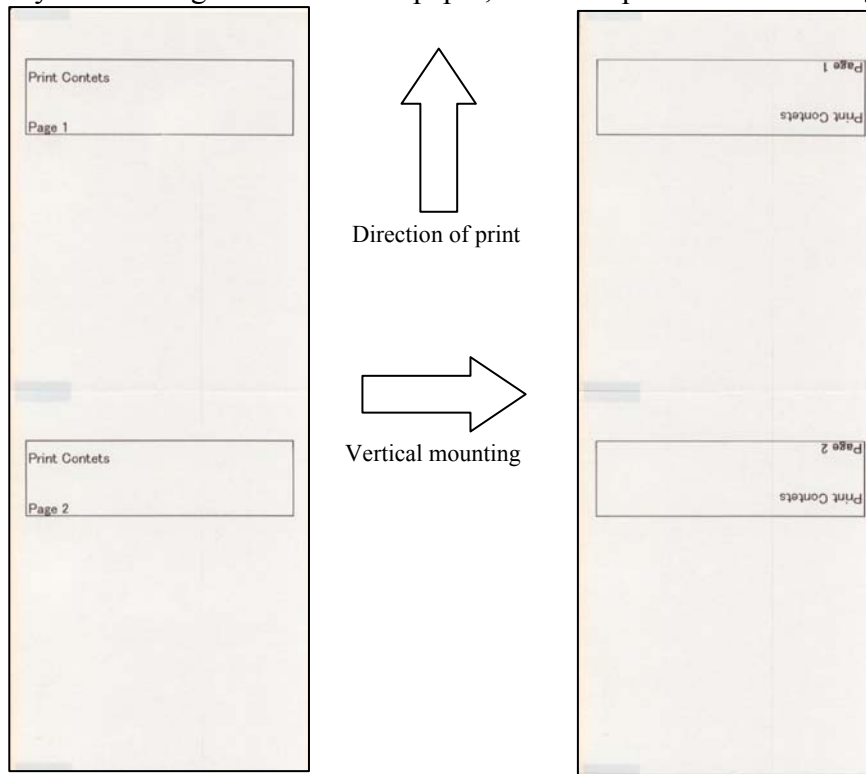 Print Contets
Page 1
Direction of print
Page 1
Print Contets
Vertical mounting
Print Contets
Page 2
Page 2
Print Contets